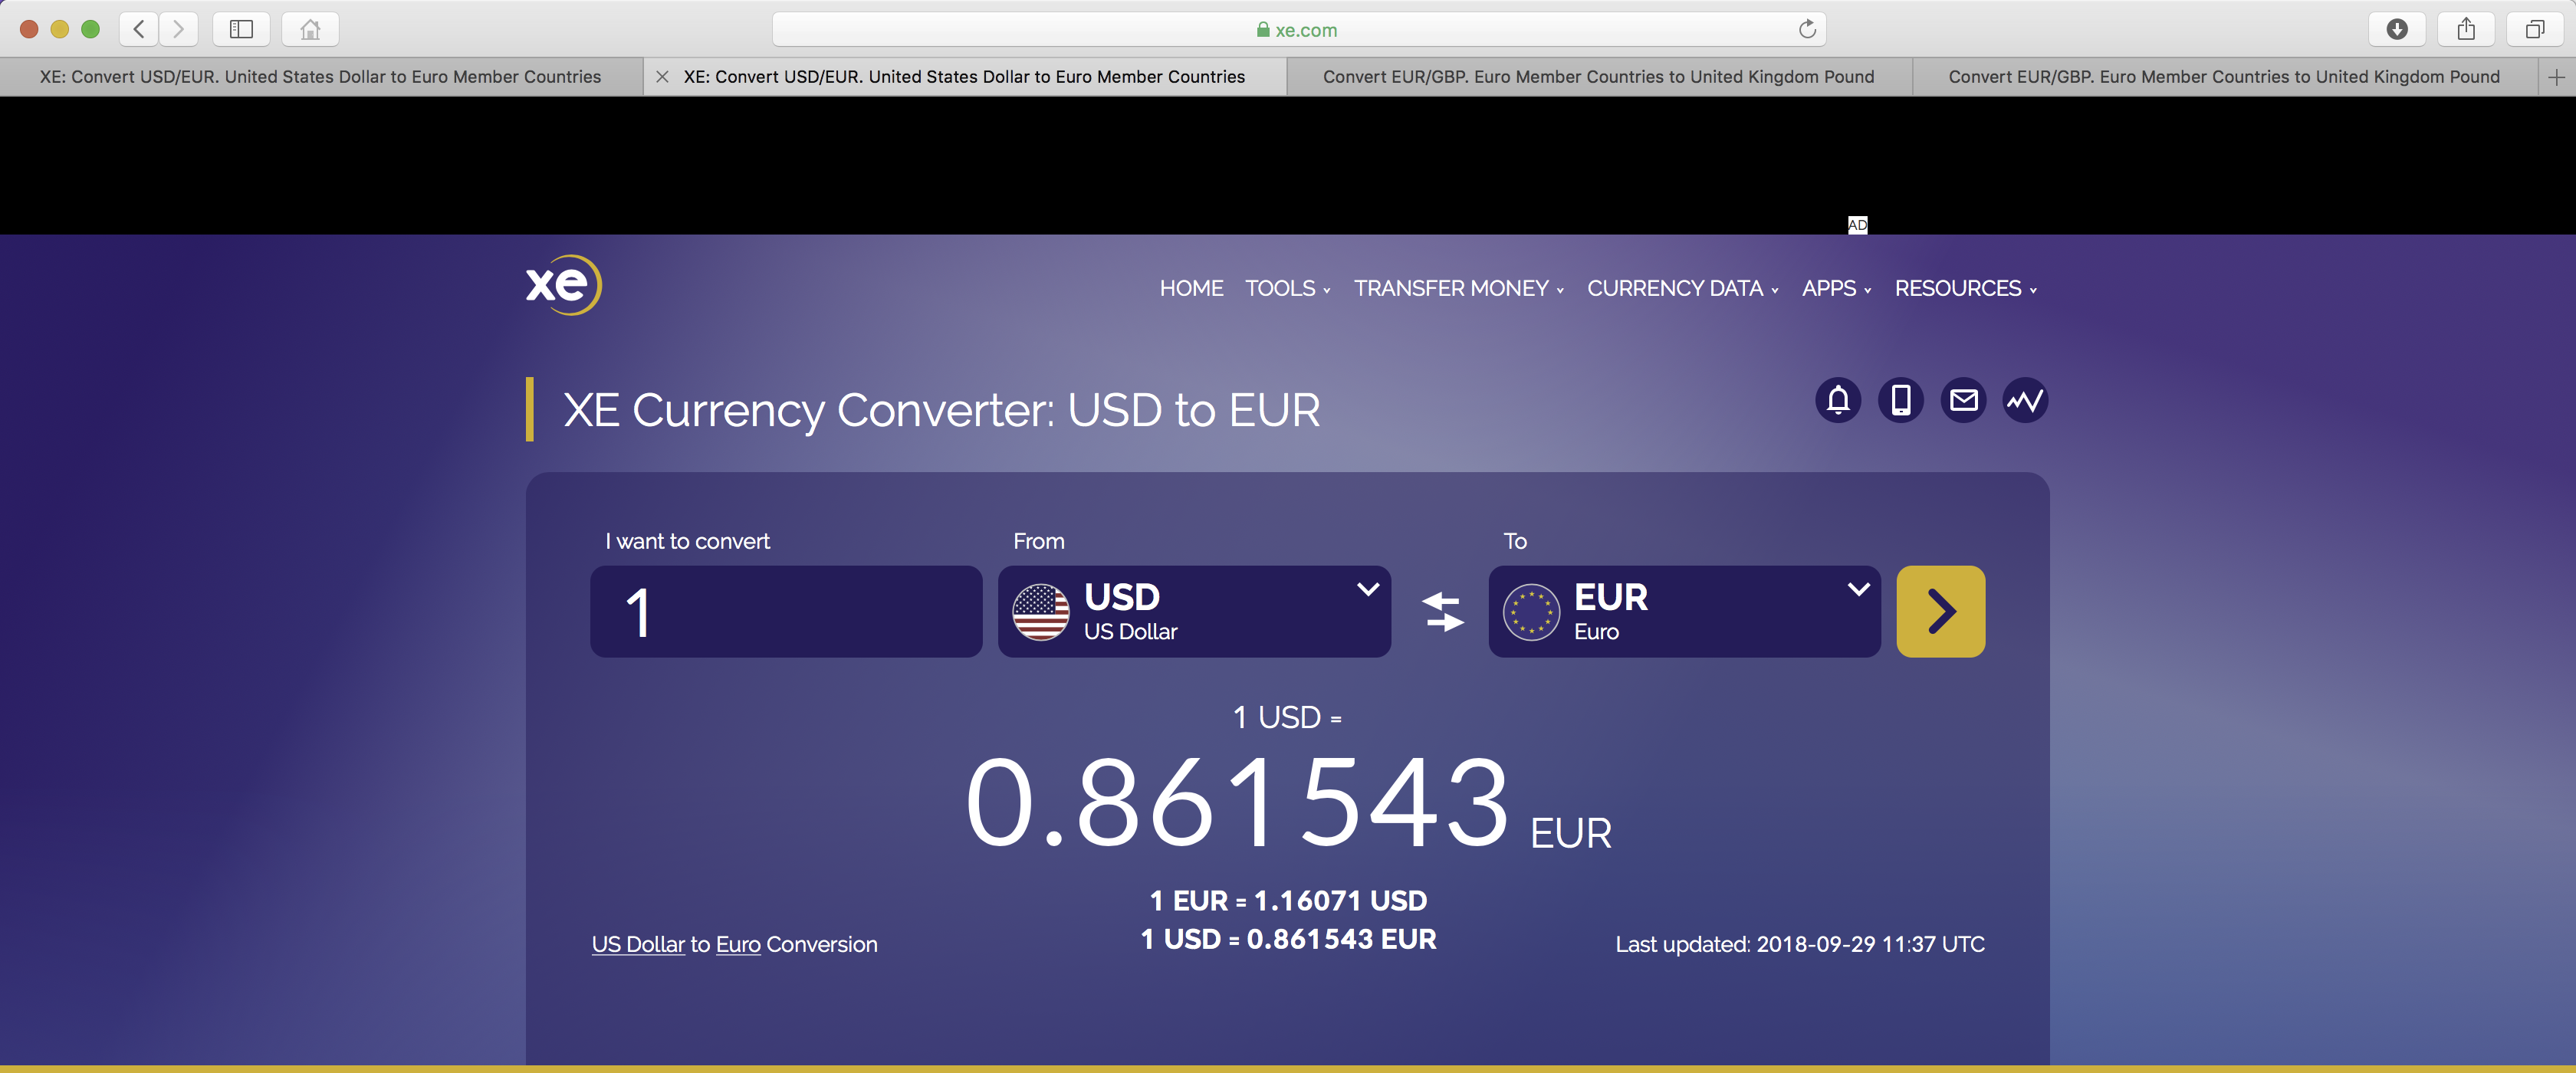 xe.com
XE: Convert USD/EUR. United States Dollar to Euro Member Countries
XE: Convert USD/EUR. United States Dollar to Euro Member Countries
Convert EUR/GBP. Euro Member Countries to United Kingdom Pound
Convert EUR/GBP. Euro Member Countries to United Kingdom Pound
AD
xe
HOME TOOLS TRANSFER MONEY CURRENCY DATA APPS RESOURCES
XE Currency Converter: USD to EUR
I want to convert
From
To
1
USD
US Dollar
EUR
Euro
1 USD =
0.861543 EUR
1 EUR = 1.16071 USD
1 USD = 0.861543 EUR
US Dollar to Euro Conversion
Last updated: 2018-09-29 11:37 UTC